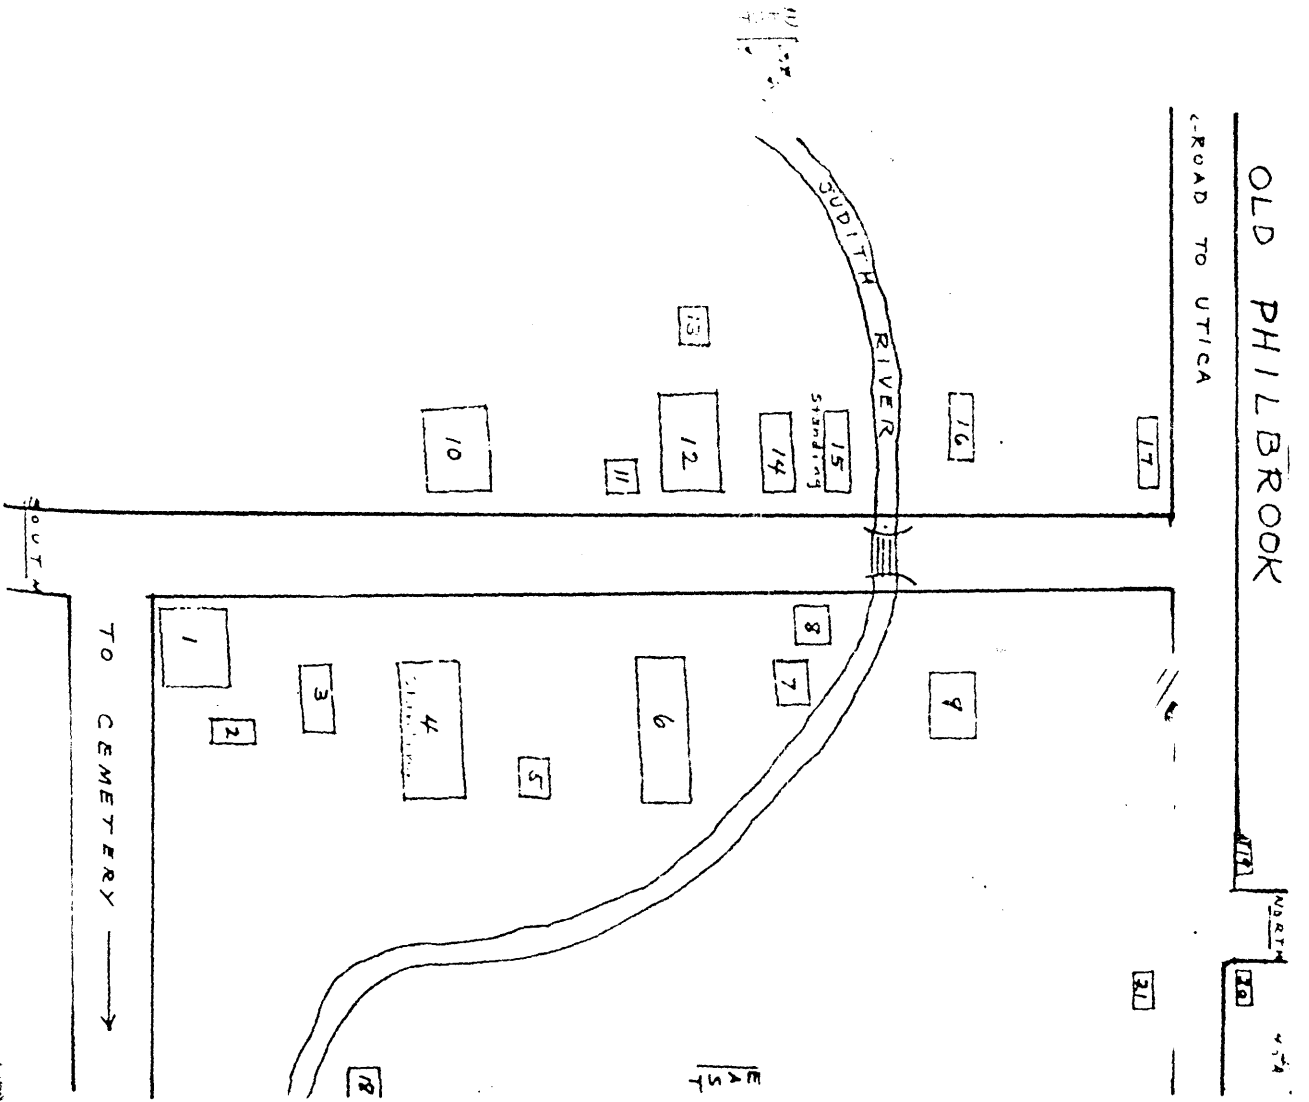 OLD PHILBROOK
←ROAD TO UTICA
NORTH
JUDITH RIVER
17
16
15
Standing
14
12
13
11
10
19
20
21
9
8
7
6
5
4
3
2
1
18
EAST
SOUTH
TO CEMETERY →